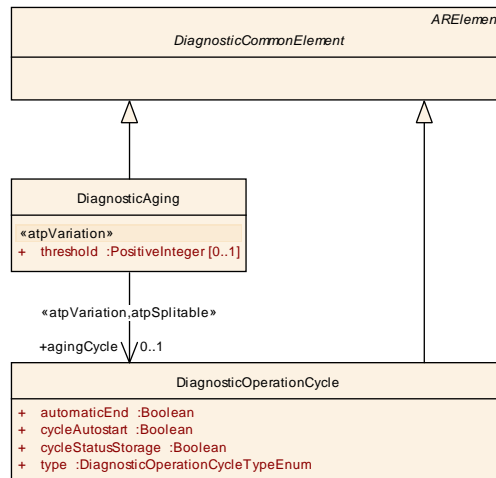 ARElement
DiagnosticCommonElement
DiagnosticAging
«atpVariation»
+ threshold :PositiveInteger [0..1]
«atpVariation,atpSplitable»
+agingCycle 0..1
DiagnosticOperationCycle
+ automaticEnd :Boolean
+ cycleAutostart :Boolean
+ cycleStatusStorage :Boolean
+ type :DiagnosticOperationCycleTypeEnum